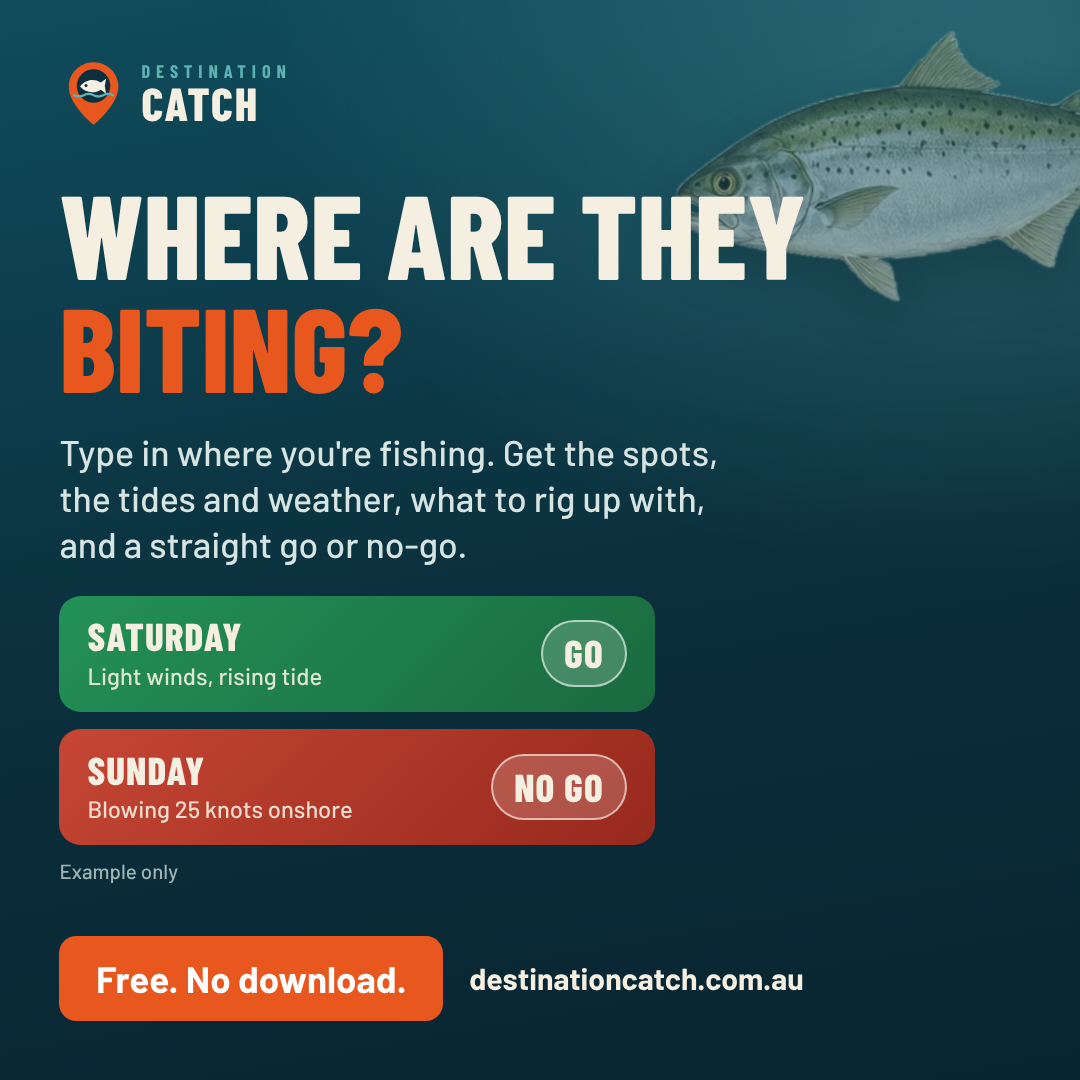 DESTINATION
CATCH
WHERE ARE THEY
BITING?
Type in where you're fishing. Get the spots,
the tides and weather, what to rig up with,
and a straight go or no-go.
SATURDAY
Light winds, rising tide
GO
SUNDAY
Blowing 25 knots onshore
NO GO
Example only
Free. No download.
destinationcatch.com.au